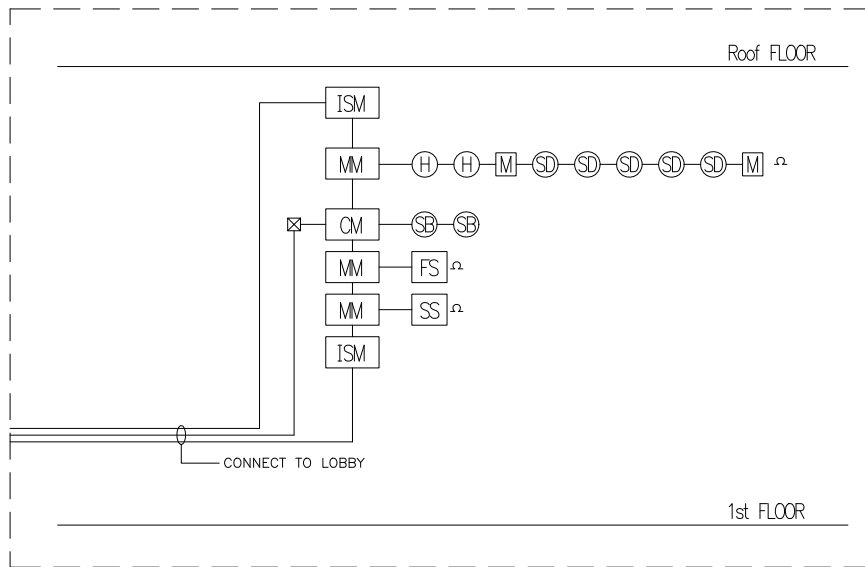 Roof FLOOR
ISM
MM H H M SD SD SD SD SD M Ω
CM SB SB
MM FS Ω
MM SS Ω
ISM
CONNECT TO LOBBY
1st FLOOR